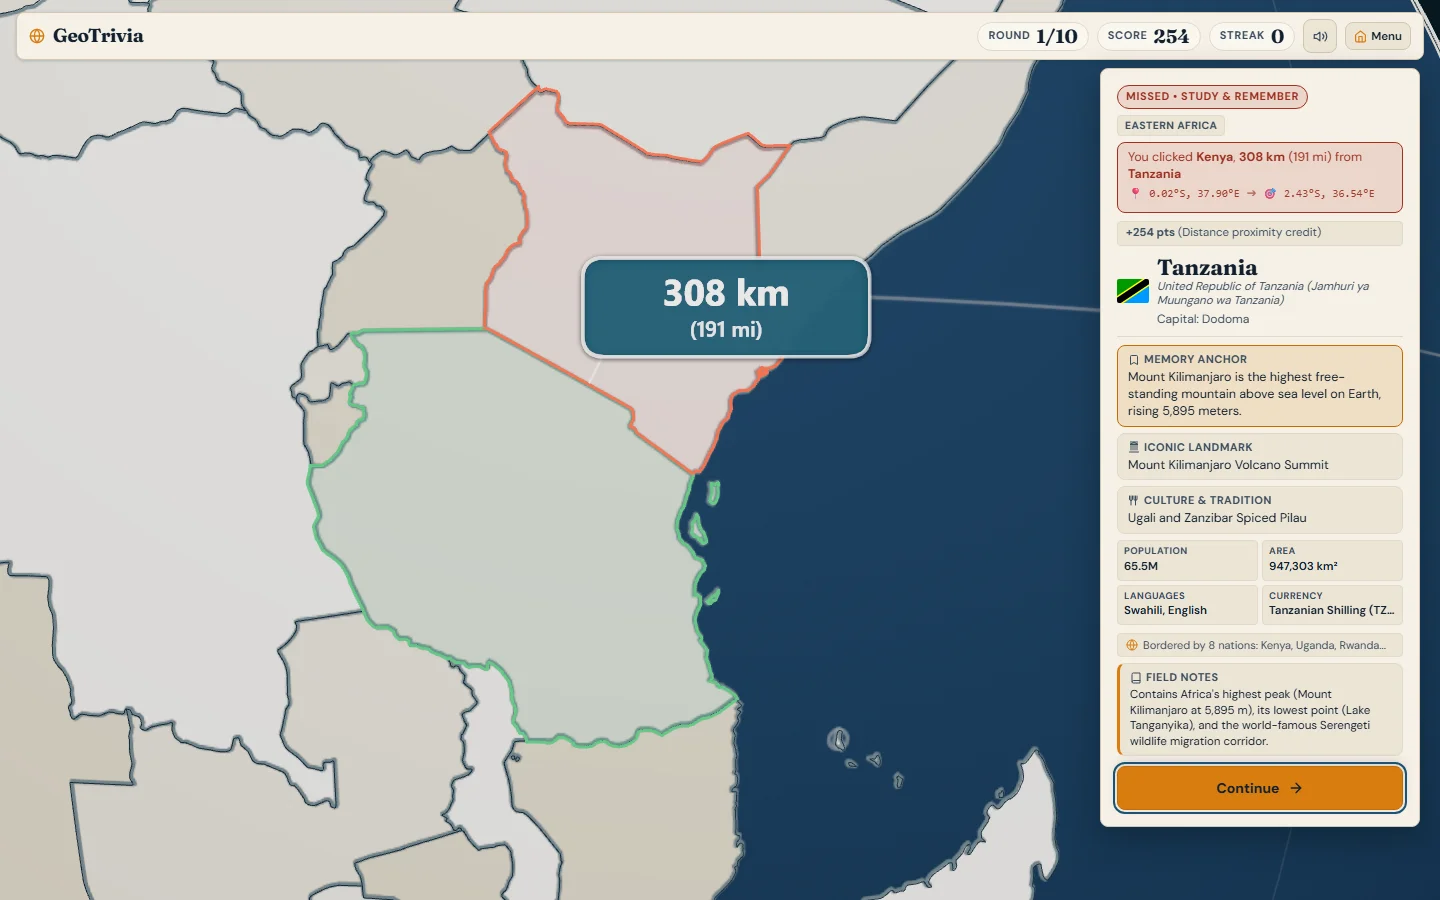 GeoTrivia
ROUND 1/10
SCORE 254
STREAK 0
Menu
MISSED • STUDY & REMEMBER
EASTERN AFRICA
You clicked Kenya, 308 km (191 mi) from
Tanzania
0.02°S, 37.90°E → 2.43°S, 36.54°E
+254 pts (Distance proximity credit)
Tanzania
United Republic of Tanzania (Jamhuri ya
Muungano wa Tanzania)
Capital: Dodoma
MEMORY ANCHOR
Mount Kilimanjaro is the highest free-
standing mountain above sea level on Earth,
rising 5,895 meters.
ICONIC LANDMARK
Mount Kilimanjaro Volcano Summit
CULTURE & TRADITION
Ugali and Zanzibar Spiced Pilau
POPULATION
65.5M
AREA
947,303 km²
LANGUAGES
Swahili, English
CURRENCY
Tanzanian Shilling (TZ...
Bordered by 8 nations: Kenya, Uganda, Rwanda...
FIELD NOTES
Contains Africa's highest peak (Mount
Kilimanjaro at 5,895 m), its lowest point (Lake
Tanganyika), and the world-famous Serengeti
wildlife migration corridor.
Continue →
308 km
(191 mi)